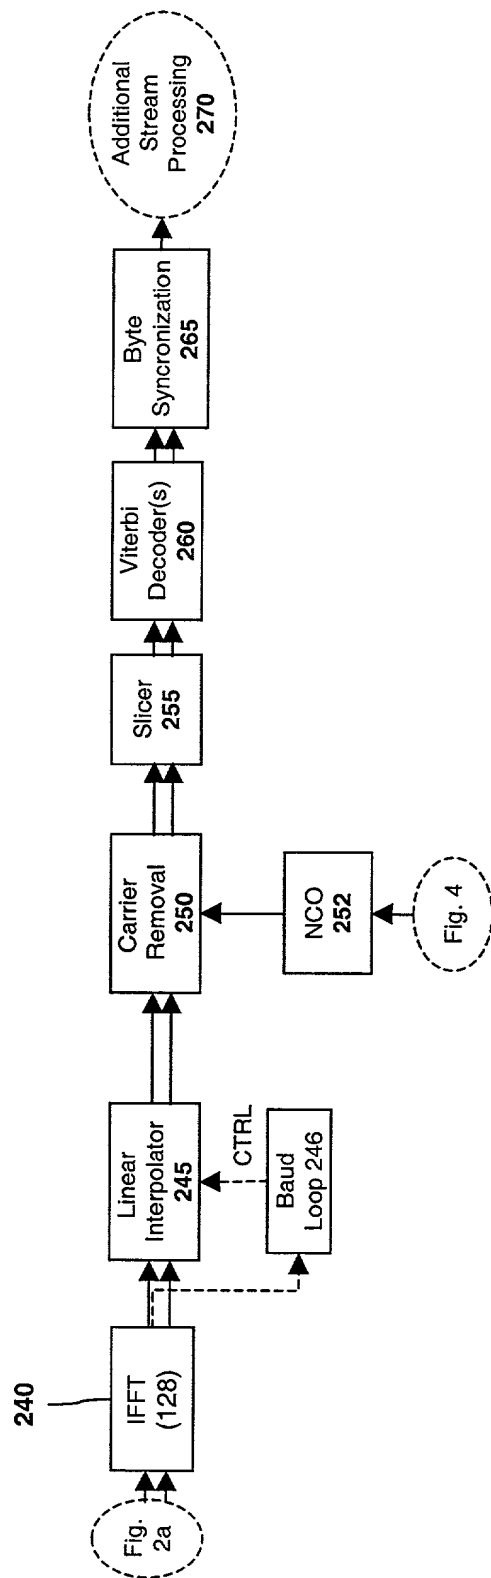 Fig.
2a
240
IFFT
(128)
Linear
Interpolator
245
CTRL
Baud
Loop 246
Carrier
Removal
250
NCO
252
Fig. 4
Slicer
255
Viterbi
Decoder(s)
260
Byte
Syncronization
265
Additional
Stream
Processing
270